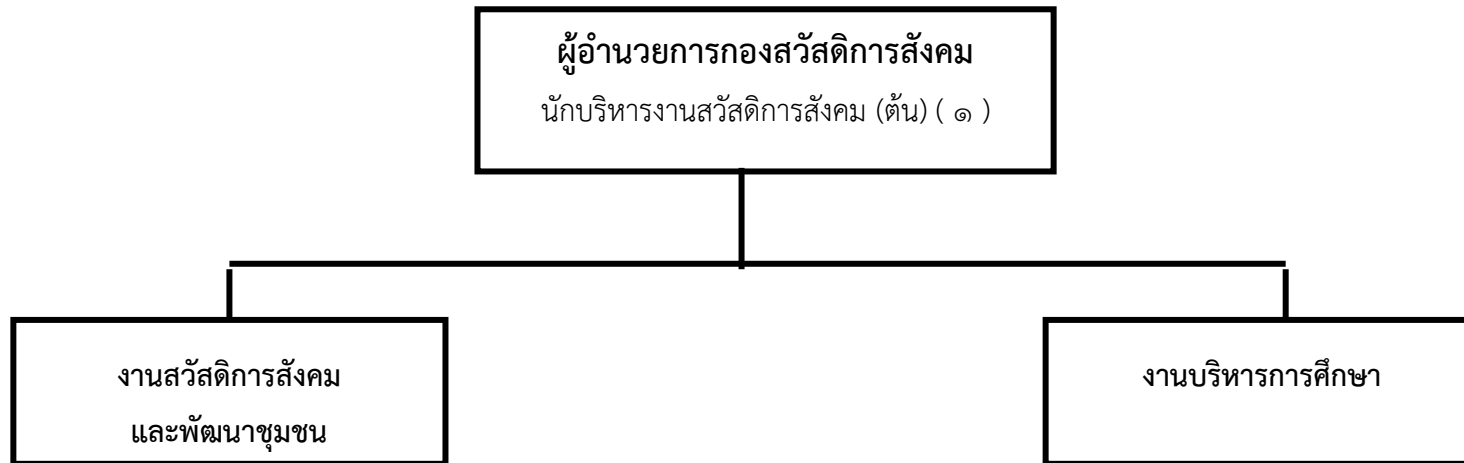 ผู้อำนวยการกองสวัสดิการสังคม
นักบริหารงานสวัสดิการสังคม (ต้น) ( ๑ )
งานสวัสดิการสังคม
และพัฒนาชุมชน
งานบริหารการศึกษา